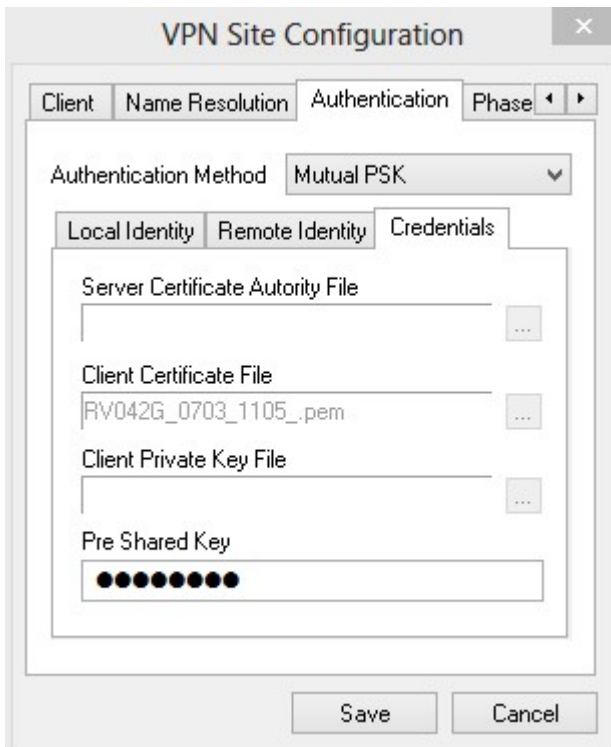 VPN Site Configuration
Client Name Resolution Authentication Phase
Authentication Method Mutual PSK
Local Identity Remote Identity Credentials
Server Certificate Autority File
...
Client Certificate File
RV042G_0703_1105_.pem ...
Client Private Key File
...
Pre Shared Key
●●●●●●●●
Save Cancel